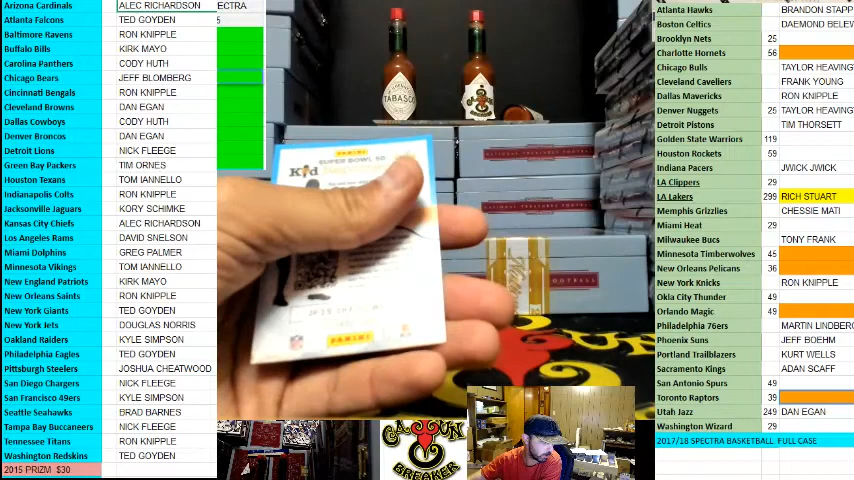 Arizona Cardinals ALEC RICHARDSON ECTRA
Atlanta Falcons TED GOYDEN 5
Baltimore Ravens RON KNIPPLE
Buffalo Bills KIRK MAYO
Carolina Panthers CODY HUTH
Chicago Bears JEFF BLOMBERG
Cincinnati Bengals RON KNIPPLE
Cleveland Browns DAN EGAN
Dallas Cowboys CODY HUTH
Denver Broncos DAN EGAN
Detroit Lions NICK FLEEGE
Green Bay Packers TIM ORNES
Houston Texans TOM IANNELLO
Indianapolis Colts RON KNIPPLE
Jacksonville Jaguars KORY SCHIMKE
Kansas City Chiefs ALEC RICHARDSON
Los Angeles Rams DAVID SNELSON
Miami Dolphins GREG PALMER
Minnesota Vikings TOM IANNELLO
New England Patriots KIRK MAYO
New Orleans Saints RON KNIPPLE
New York Giants TED GOYDEN
New York Jets DOUGLAS NORRIS
Oakland Raiders KYLE SIMPSON
Philadelphia Eagles TED GOYDEN
Pittsburgh Steelers JOSHUA CHEATWOOD
San Diego Chargers NICK FLEEGE
San Francisco 49ers KYLE SIMPSON
Seattle Seahawks BRAD BARNES
Tampa Bay Buccaneers NICK FLEEGE
Tennessee Titans RON KNIPPLE
Washington Redskins TED GOYDEN
2015 PRIZM $30
TABASCO
PANINI
SUPER BOWL 50
PANINI
NATIONAL TREASURES FOOTBALL
FOOTBALL
CAJUN
BREAKER
Atlanta Hawks BRANDON STAPP
Boston Celtics DAEMOND BELEW
Brooklyn Nets 25
Charlotte Hornets 56
Chicago Bulls TAYLOR HEAVING
Cleveland Caveliers FRANK YOUNG
Dallas Mavericks RON KNIPPLE
Denver Nuggets 25 TAYLOR HEAVING
Detroit Pistons TIM THORSETT
Golden State Warriors 119
Houston Rockets 59
Indiana Pacers JWICK JWICK
LA Clippers 29
LA Lakers 299 RICH STUART
Memphis Grizzlies CHESSIE MATI
Miami Heat 29
Milwaukee Bucs TONY FRANK
Minnesota Timberwolves 45
New Orleans Pelicans 36
New York Knicks RON KNIPPLE
Okla City Thunder 49
Orlando Magic 49
Philadelphia 76ers MARTIN LINDBERG
Phoenix Suns JEFF BOEHM
Portland Trailblazers KURT WELLS
Sacramento Kings ADAN SCAFF
San Antonio Spurs 49
Toronto Raptors 39
Utah Jazz 249 DAN EGAN
Washington Wizard 29
2017/18 SPECTRA BASKETBALL FULL CASE